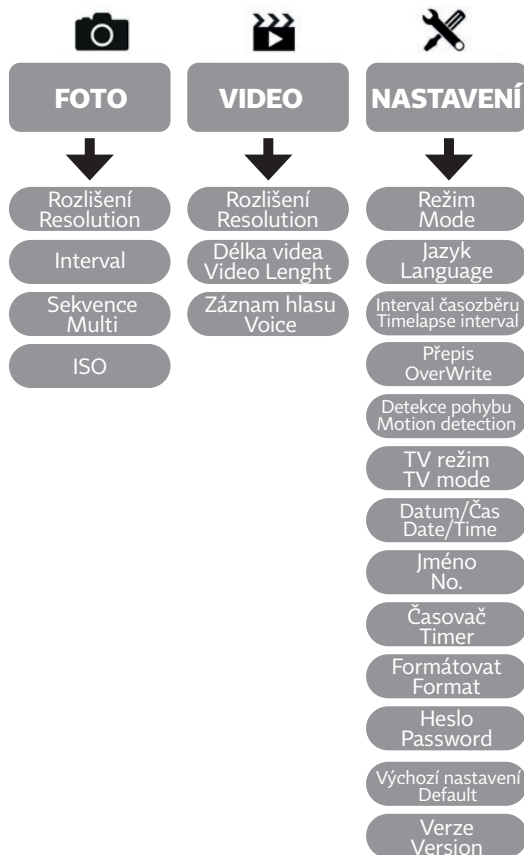 FOTO
Rozlišení
Resolution
Interval
Sekvence
Multi
ISO
VIDEO
Rozlišení
Resolution
Délka videa
Video Lenght
Záznam hlasu
Voice
NASTAVENÍ
Režim
Mode
Jazyk
Language
Interval časozběru
Timelapse interval
Přepis
OverWrite
Detekce pohybu
Motion detection
TV režim
TV mode
Datum/Čas
Date/Time
Jméno
No.
Časovač
Timer
Formátovat
Format
Heslo
Password
Výchozí nastavení
Default
Verze
Version